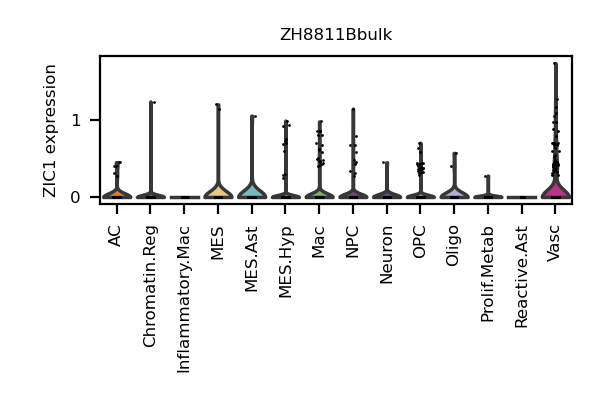 ZH8811Bbulk
ZIC1 expression
1
0
AC
Chromatin.Reg
Inflammatory.Mac
MES
MES.Ast
MES.Hyp
Mac
NPC
Neuron
OPC
Oligo
Prolif.Metab
Reactive.Ast
Vasc